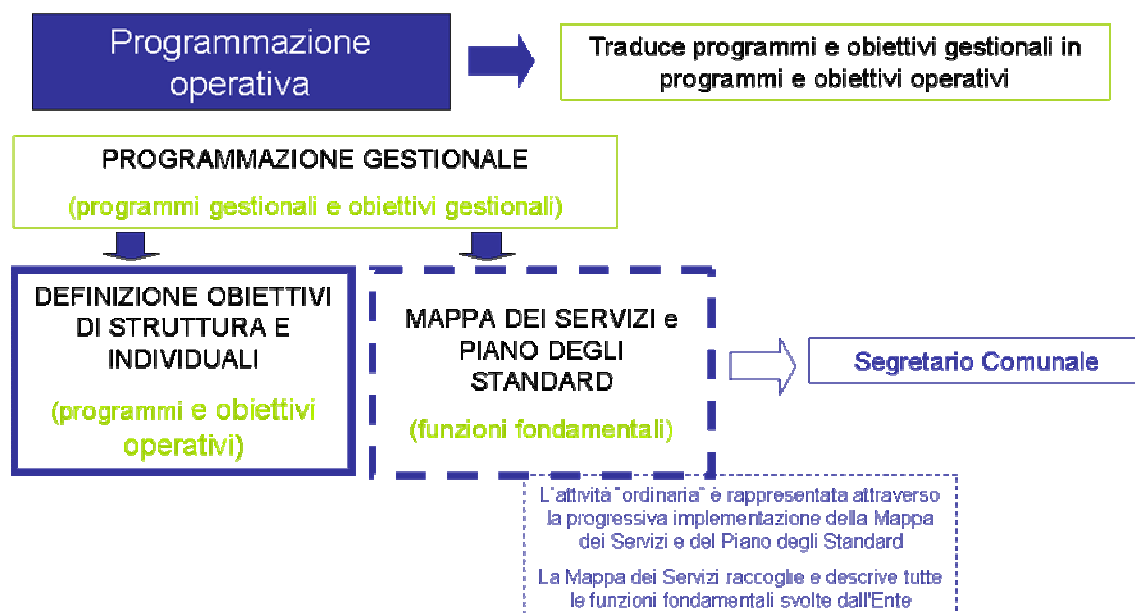 Programmazione
operativa
Traduce programmi e obiettivi gestionali in
programmi e obiettivi operativi
PROGRAMMAZIONE GESTIONALE
(programmi gestionali e obiettivi gestionali)
DEFINIZIONE OBIETTIVI
DI STRUTTURA E
INDIVIDUALI
(programmi e obiettivi
operativi)
MAPPA DEI SERVIZI e
PIANO DEGLI
STANDARD
(funzioni fondamentali)
Segretario Comunale
L'attività "ordinaria" è rappresentata attraverso
la progressiva implementazione della Mappa
dei Servizi e del Piano degli Standard
La Mappa dei Servizi raccoglie e descrive tutte
le funzioni fondamentali svolte dall'Ente